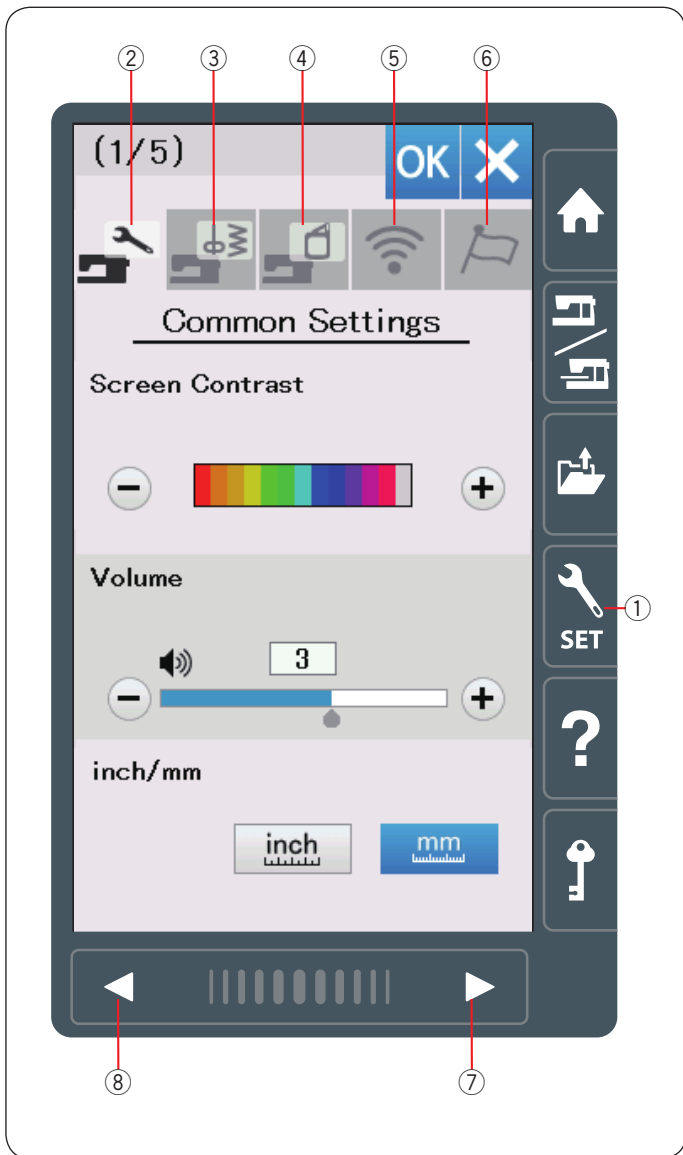 ② ③ ④ ⑤ ⑥
(1/5) OK
Common Settings
Screen Contrast
Volume
3
①
SET
?
inch/mm
inch mm
⑧ ⑦